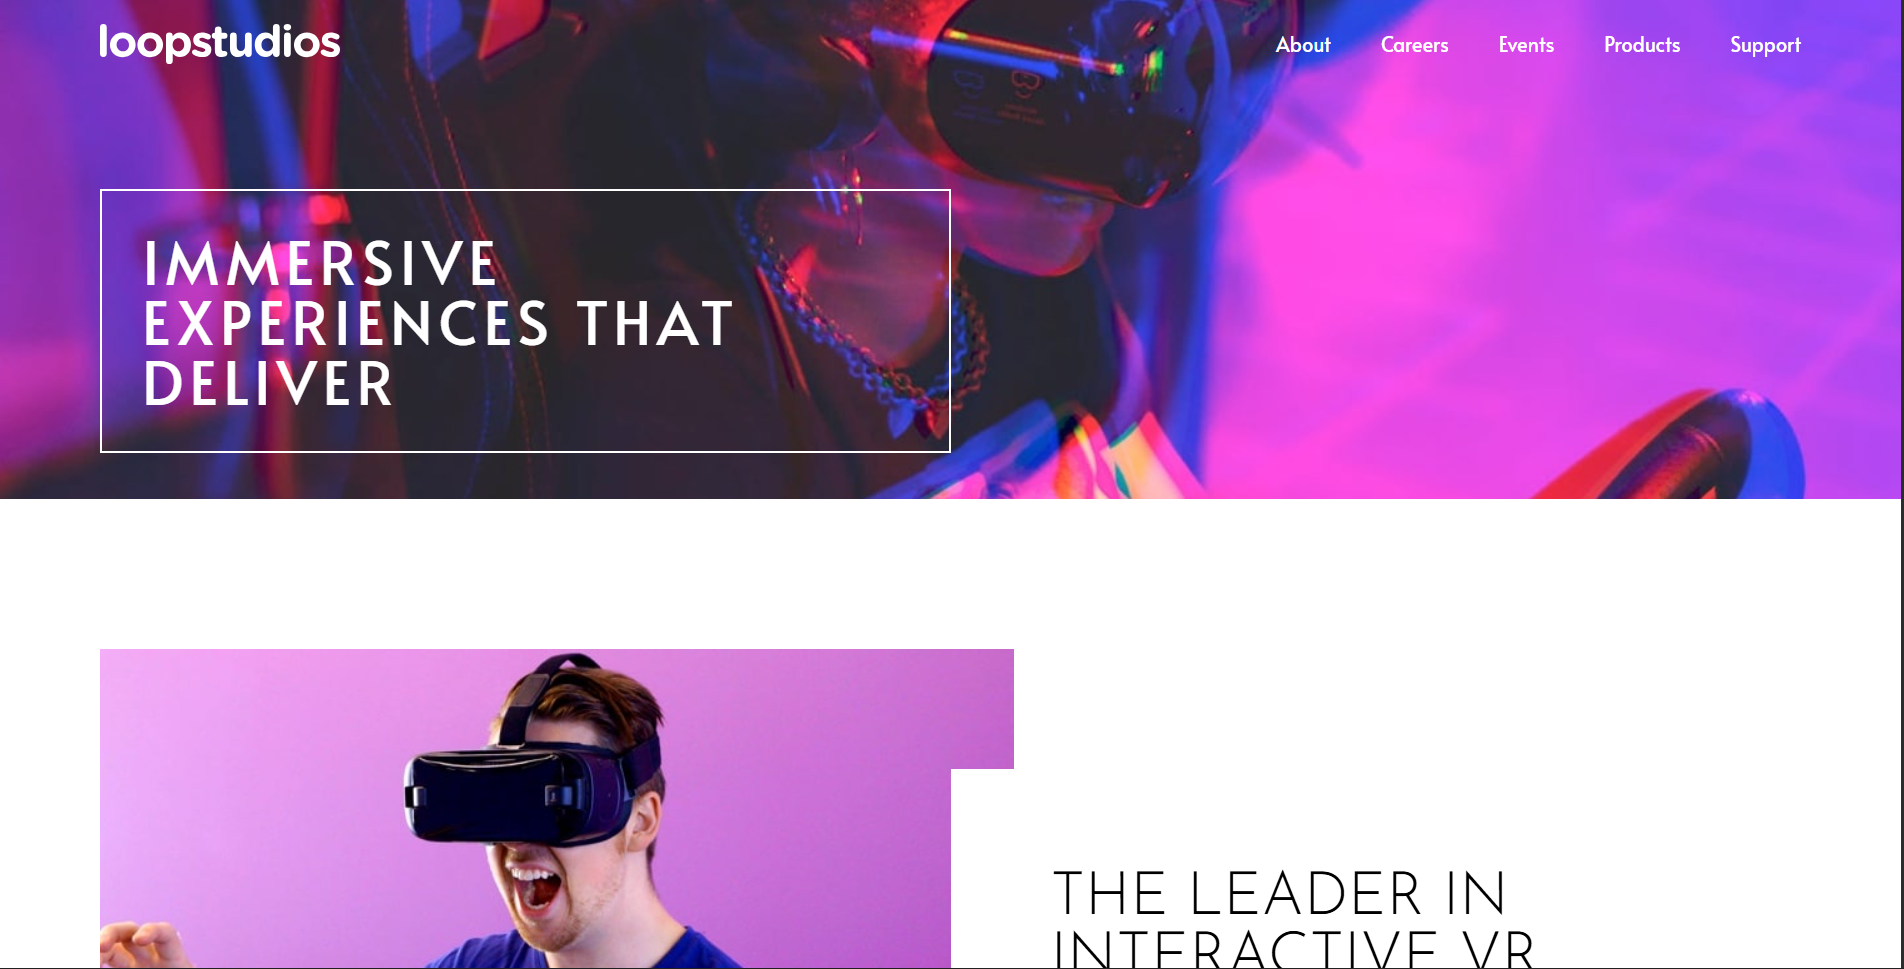 loopstudios
About Careers Events Products Support
IMMERSIVE
EXPERIENCES THAT
DELIVER
THE LEADER IN
INTERACTIVE VR